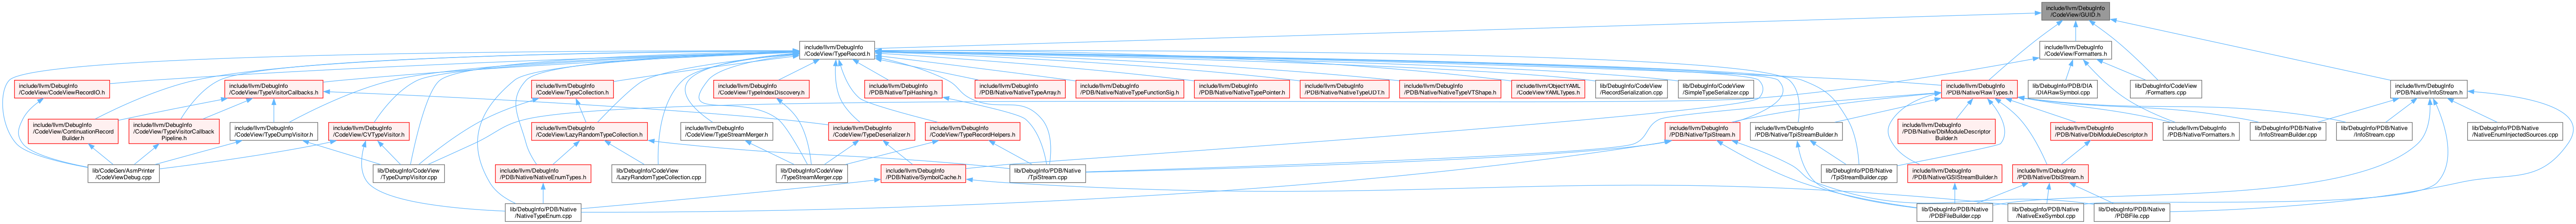 include/llvm/DebugInfo
/CodeView/GUID.h
include/llvm/DebugInfo
/CodeView/TypeRecord.h
include/llvm/DebugInfo
/CodeView/Formatters.h
include/llvm/DebugInfo
/CodeView/CodeViewRecordIO.h
include/llvm/DebugInfo
/CodeView/TypeVisitorCallbacks.h
include/llvm/DebugInfo
/CodeView/TypeCollection.h
include/llvm/DebugInfo
/CodeView/TypeIndexDiscovery.h
include/llvm/DebugInfo
/PDB/Native/TpiHashing.h
include/llvm/DebugInfo
/PDB/Native/NativeTypeArray.h
include/llvm/DebugInfo
/PDB/Native/NativeTypeFunctionSig.h
include/llvm/DebugInfo
/PDB/Native/NativeTypePointer.h
include/llvm/DebugInfo
/PDB/Native/NativeTypeUDT.h
include/llvm/DebugInfo
/PDB/Native/NativeTypeVTShape.h
include/llvm/ObjectYAML
/CodeViewYAMLTypes.h
lib/DebugInfo/CodeView
/RecordSerialization.cpp
lib/DebugInfo/CodeView
/SimpleTypeSerializer.cpp
include/llvm/DebugInfo
/PDB/Native/RawTypes.h
lib/DebugInfo/PDB/DIA
/DIARawSymbol.cpp
lib/DebugInfo/CodeView
/Formatters.cpp
include/llvm/DebugInfo
/PDB/Native/InfoStream.h
include/llvm/DebugInfo
/CodeView/ContinuationRecord
Builder.h
include/llvm/DebugInfo
/CodeView/TypeVisitorCallback
Pipeline.h
include/llvm/DebugInfo
/CodeView/TypeDumpVisitor.h
include/llvm/DebugInfo
/CodeView/CVTypeVisitor.h
include/llvm/DebugInfo
/CodeView/LazyRandomTypeCollection.h
include/llvm/DebugInfo
/CodeView/TypeStreamMerger.h
include/llvm/DebugInfo
/CodeView/TypeDeserializer.h
include/llvm/DebugInfo
/CodeView/TypeRecordHelpers.h
include/llvm/DebugInfo
/PDB/Native/TpiStream.h
include/llvm/DebugInfo
/PDB/Native/TpiStreamBuilder.h
include/llvm/DebugInfo
/PDB/Native/DbiModuleDescriptor
Builder.h
include/llvm/DebugInfo
/PDB/Native/DbiModuleDescriptor.h
include/llvm/DebugInfo
/PDB/Native/Formatters.h
lib/DebugInfo/PDB/Native
/InfoStreamBuilder.cpp
lib/DebugInfo/PDB/Native
/InfoStream.cpp
lib/DebugInfo/PDB/Native
/NativeEnumInjectedSources.cpp
lib/CodeGen/AsmPrinter
/CodeViewDebug.cpp
lib/DebugInfo/CodeView
/TypeDumpVisitor.cpp
include/llvm/DebugInfo
/PDB/Native/NativeEnumTypes.h
lib/DebugInfo/CodeView
/LazyRandomTypeCollection.cpp
lib/DebugInfo/CodeView
/TypeStreamMerger.cpp
include/llvm/DebugInfo
/PDB/Native/SymbolCache.h
lib/DebugInfo/PDB/Native
/TpiStream.cpp
lib/DebugInfo/PDB/Native
/TpiStreamBuilder.cpp
include/llvm/DebugInfo
/PDB/Native/GSIStreamBuilder.h
include/llvm/DebugInfo
/PDB/Native/DbiStream.h
lib/DebugInfo/PDB/Native
/NativeTypeEnum.cpp
lib/DebugInfo/PDB/Native
/PDBFileBuilder.cpp
lib/DebugInfo/PDB/Native
/NativeExeSymbol.cpp
lib/DebugInfo/PDB/Native
/PDBFile.cpp